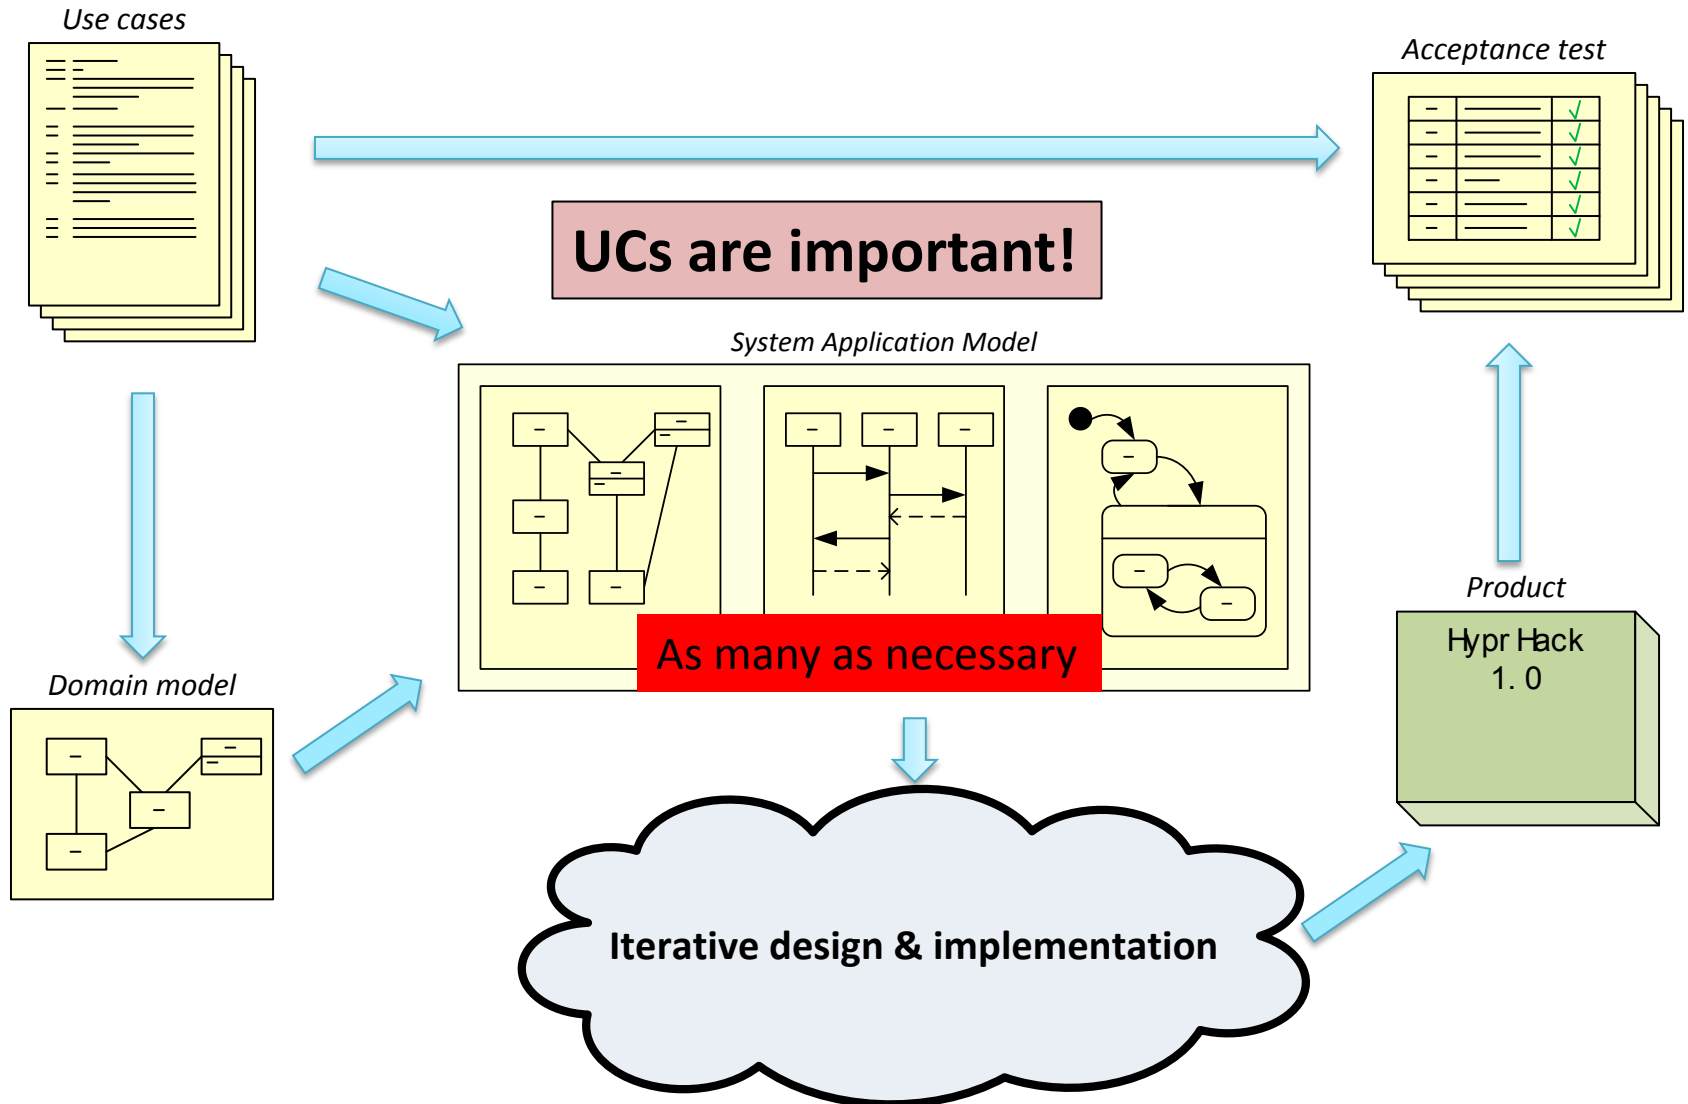 Use cases
Acceptance test
UCs are important!
System Application Model
As many as necessary
Product
Hypr Hack
1. 0
Domain model
Iterative design & implementation